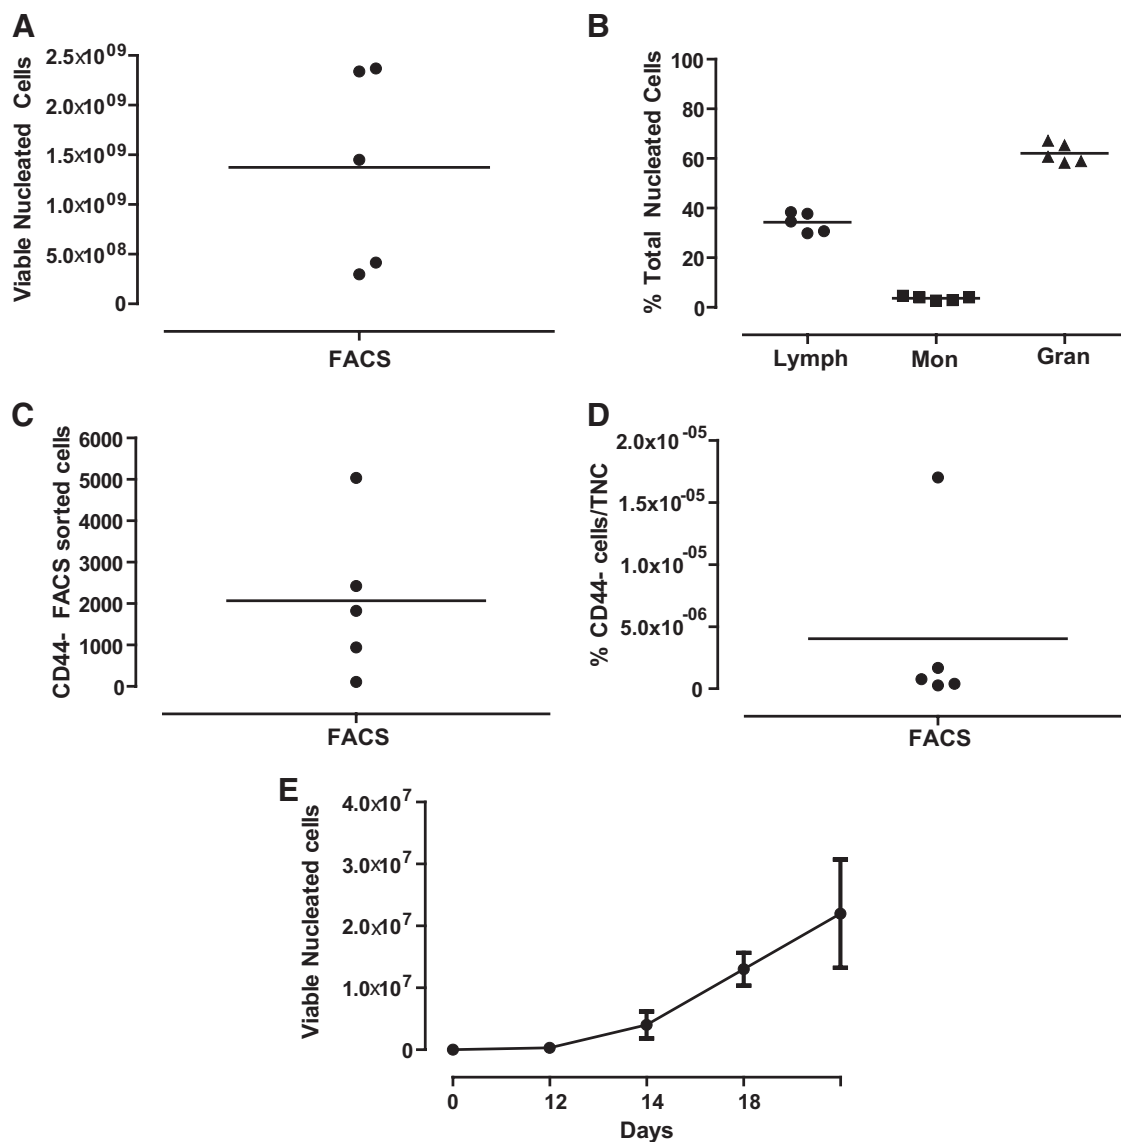 A
Viable Nucleated Cells
2.5x10^09
2.0x10^09
1.5x10^09
1.0x10^09
5.0x10^08
0
FACS
B
% Total Nucleated Cells
100
80
60
40
20
0
Lymph Mon Gran
C
CD44- FACS sorted cells
6000
5000
4000
3000
2000
1000
0
FACS
D
% CD44- cells/TNC
2.0x10^-05
1.5x10^-05
1.0x10^-05
5.0x10^-06
0
FACS
E
Viable Nucleated cells
4.0x10^7
3.0x10^7
2.0x10^7
1.0x10^7
0
0 12 14 18
Days